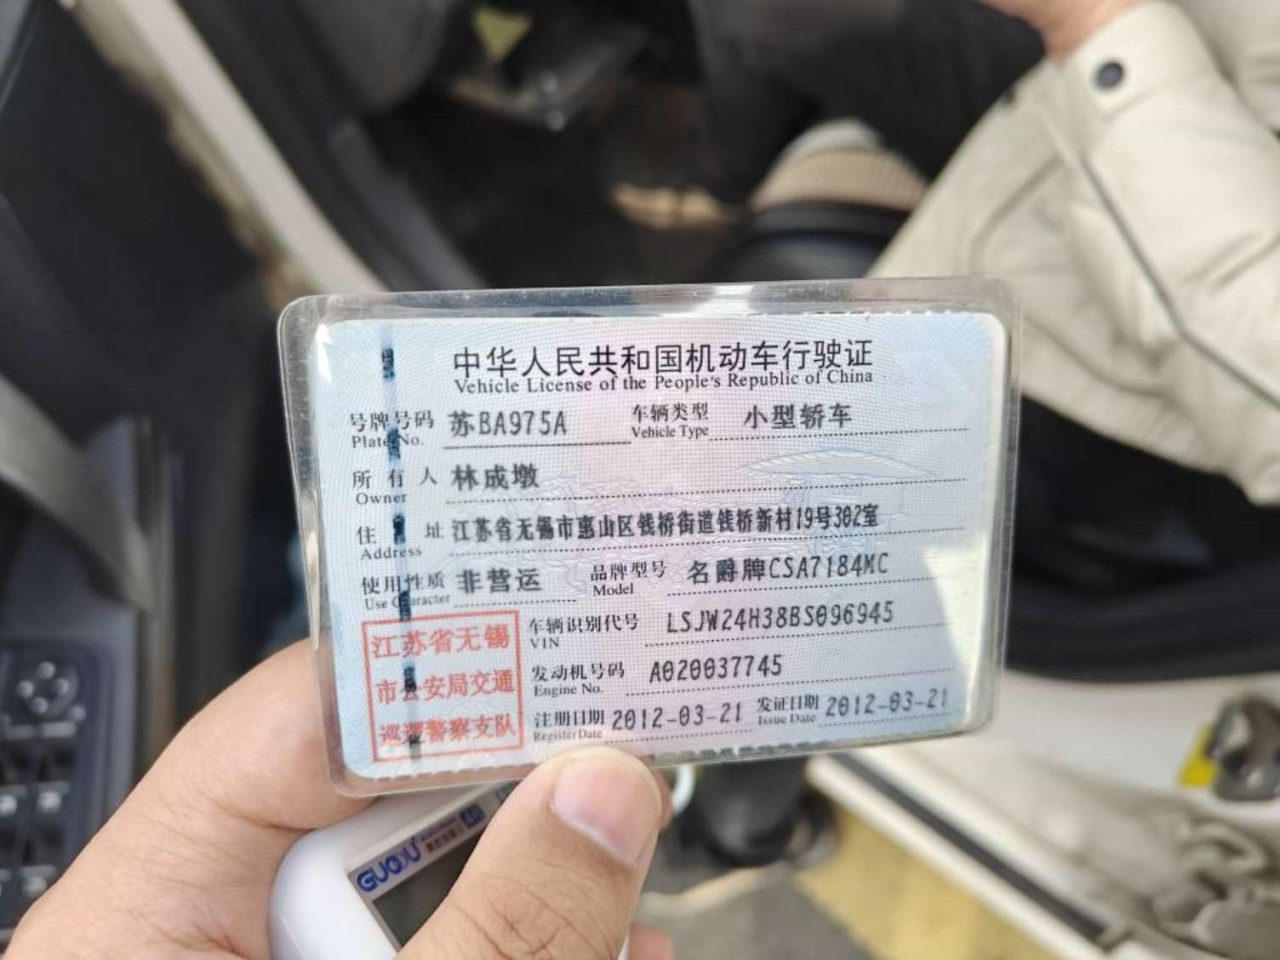 中华人民共和国机动车行驶证
Vehicle License of the People's Republic of China
号牌号码 苏BA975A 车辆类型 小型轿车
Plate No. Vehicle Type
所有人 林成墩
Owner
住址 江苏省无锡市惠山区钱桥街道钱桥新村19号302室
Address
使用性质 非营运 品牌型号 名爵牌CSA7184MC
Use Character Model
江苏省无锡
市公安局交通
巡逻警察支队
车辆识别代号 LSJW24H38BS096945
VIN
发动机号码 A020037745
Engine No.
注册日期 2012-03-21 发证日期 2012-03-21
Register Date Issue Date
GUOOU